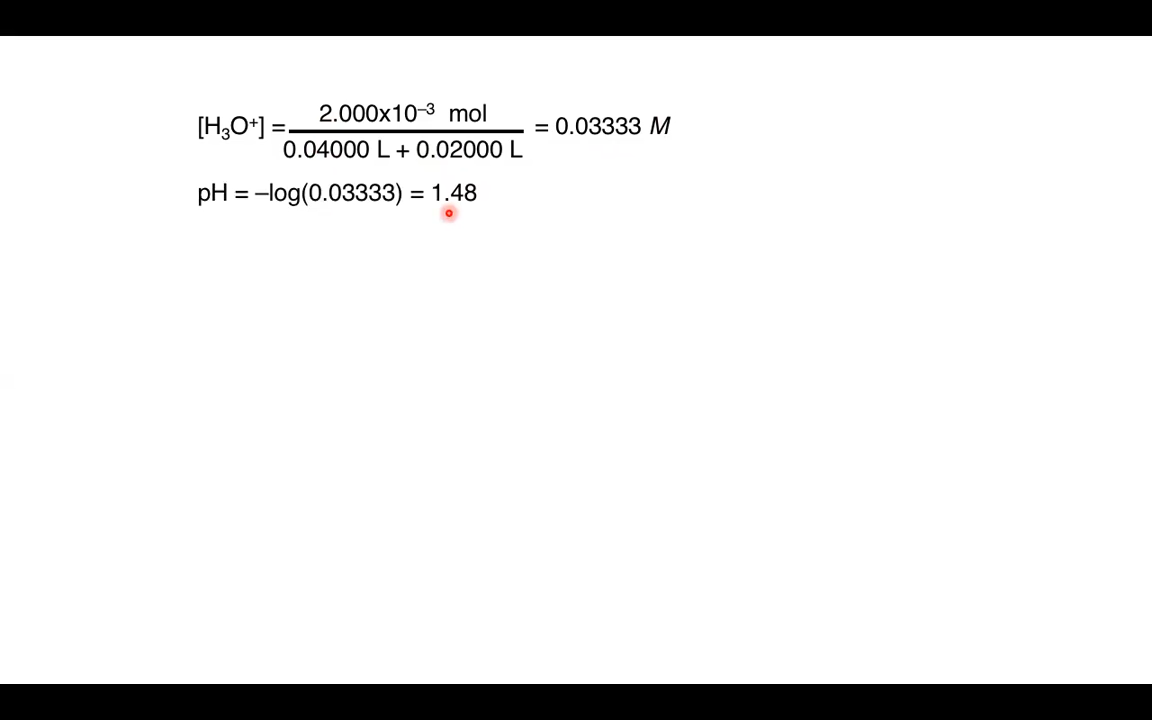 [H₃O⁺] = 2.000x10⁻³ mol / 0.04000 L + 0.02000 L = 0.03333 M
pH = –log(0.03333) = 1.48